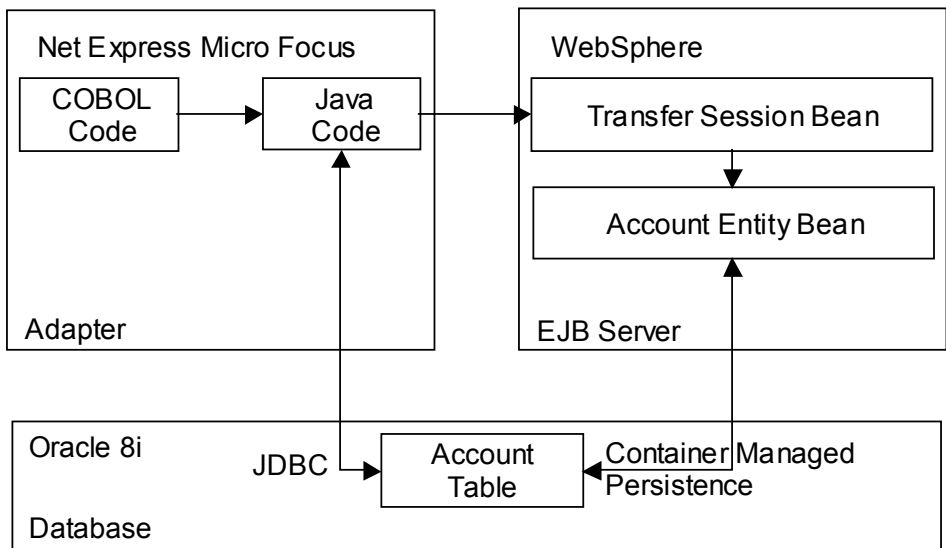 Net Express Micro Focus
COBOL
Code
Java
Code
Adapter
WebSphere
Transfer Session Bean
Account Entity Bean
EJB Server
Oracle 8i
JDBC
Account
Table
Container Managed
Persistence
Database